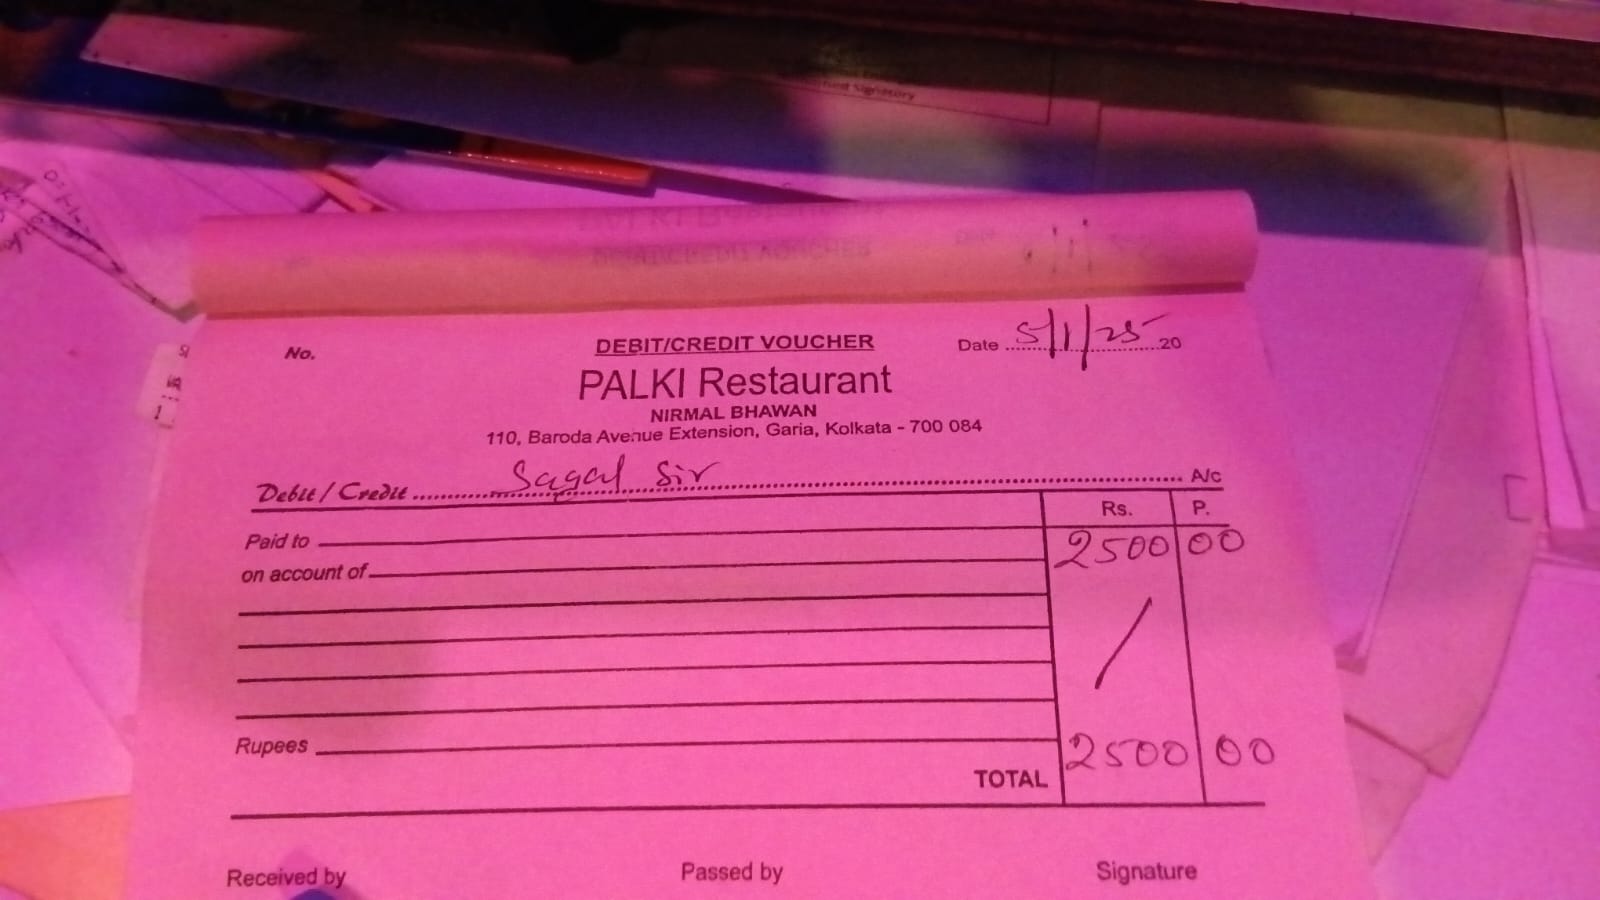 Signatory
No. DEBIT/CREDIT VOUCHER Date 5/1/25 20
PALKI Restaurant
NIRMAL BHAWAN
110, Baroda Avenue Extension, Garia, Kolkata - 700 084
Debit / Credit Sagar Sir A/c
Rs. P.
Paid to 2500 00
on account of
/
Rupees
TOTAL 2500 00
Received by Passed by Signature